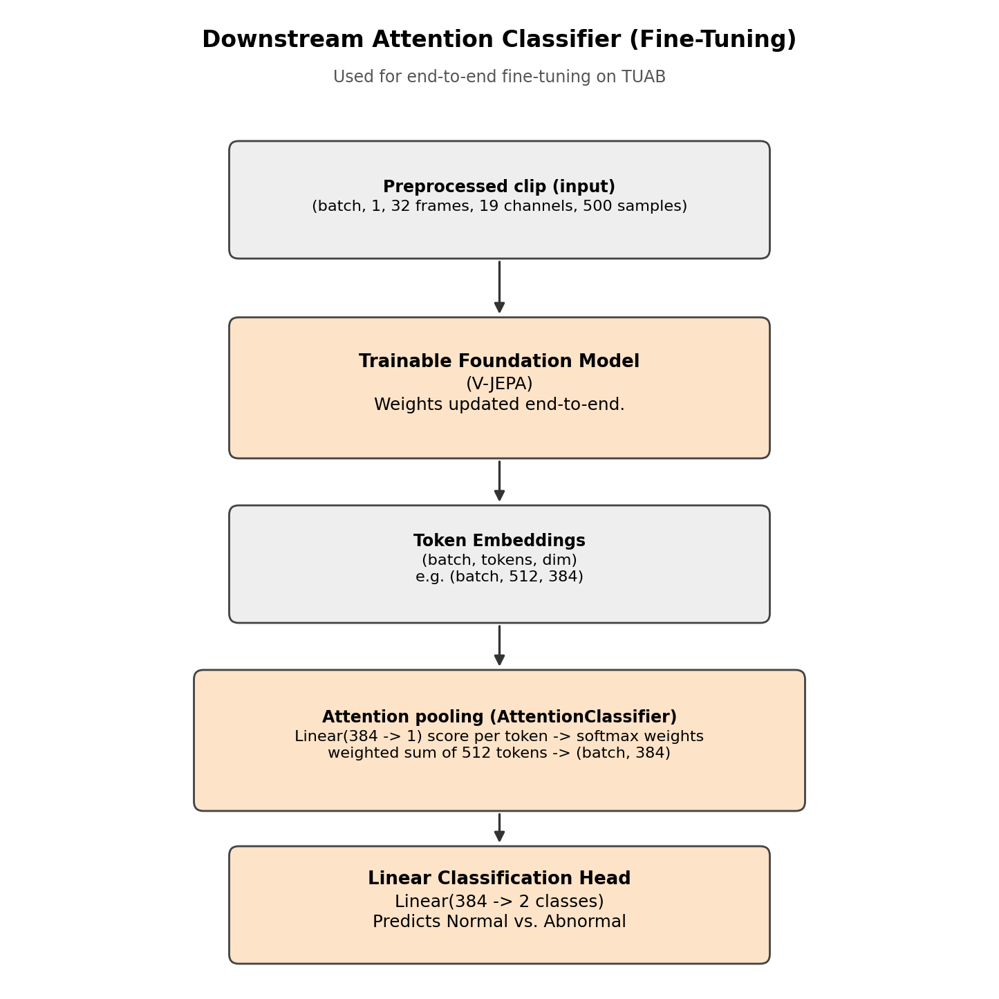 Downstream Attention Classifier (Fine-Tuning)
Used for end-to-end fine-tuning on TUAB
Preprocessed clip (input)
(batch, 1, 32 frames, 19 channels, 500 samples)
Trainable Foundation Model
(V-JEPA)
Weights updated end-to-end.
Token Embeddings
(batch, tokens, dim)
e.g. (batch, 512, 384)
Attention pooling (AttentionClassifier)
Linear(384 -> 1) score per token -> softmax weights
weighted sum of 512 tokens -> (batch, 384)
Linear Classification Head
Linear(384 -> 2 classes)
Predicts Normal vs. Abnormal